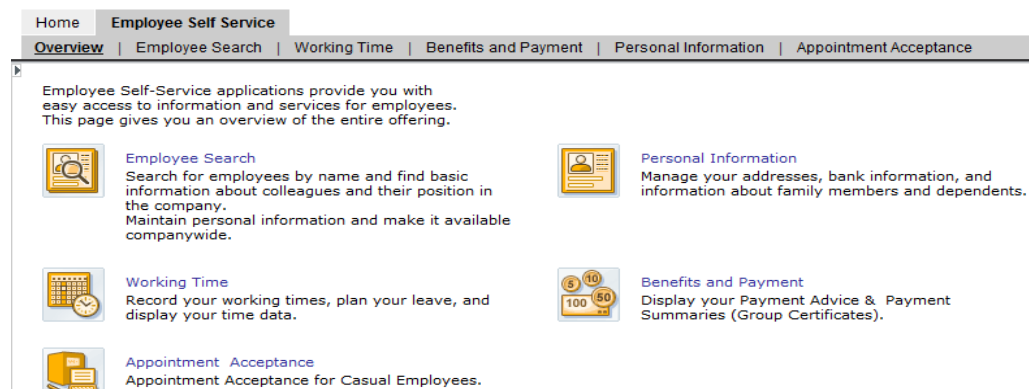 Home Employee Self Service
Overview | Employee Search | Working Time | Benefits and Payment | Personal Information | Appointment Acceptance
Employee Self-Service applications provide you with
easy access to information and services for employees.
This page gives you an overview of the entire offering.
Employee Search
Search for employees by name and find basic
information about colleagues and their position in
the company.
Maintain personal information and make it available
companywide.
Personal Information
Manage your addresses, bank information, and
information about family members and dependents.
Working Time
Record your working times, plan your leave, and
display your time data.
5 10
100 50
Benefits and Payment
Display your Payment Advice & Payment
Summaries (Group Certificates).
Appointment Acceptance
Appointment Acceptance for Casual Employees.